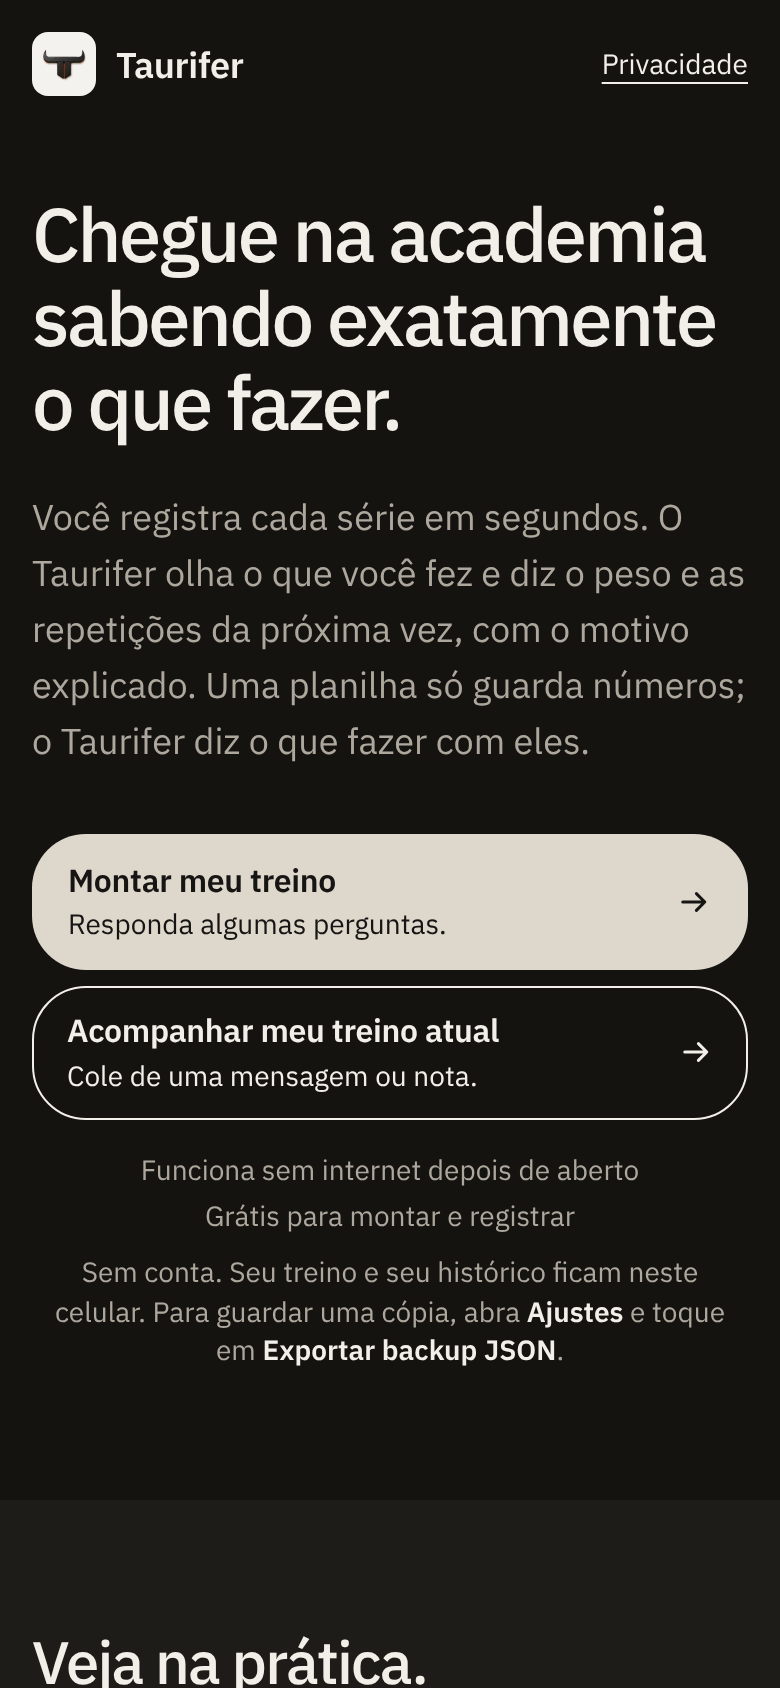 Taurifer
Privacidade
Chegue na academia
sabendo exatamente
o que fazer.
Você registra cada série em segundos. O
Taurifer olha o que você fez e diz o peso e as
repetições da próxima vez, com o motivo
explicado. Uma planilha só guarda números;
o Taurifer diz o que fazer com eles.
Montar meu treino
Responda algumas perguntas.
Acompanhar meu treino atual
Cole de uma mensagem ou nota.
Funciona sem internet depois de aberto
Grátis para montar e registrar
Sem conta. Seu treino e seu histórico ficam neste
celular. Para guardar uma cópia, abra Ajustes e toque
em Exportar backup JSON.
Veja na prática.